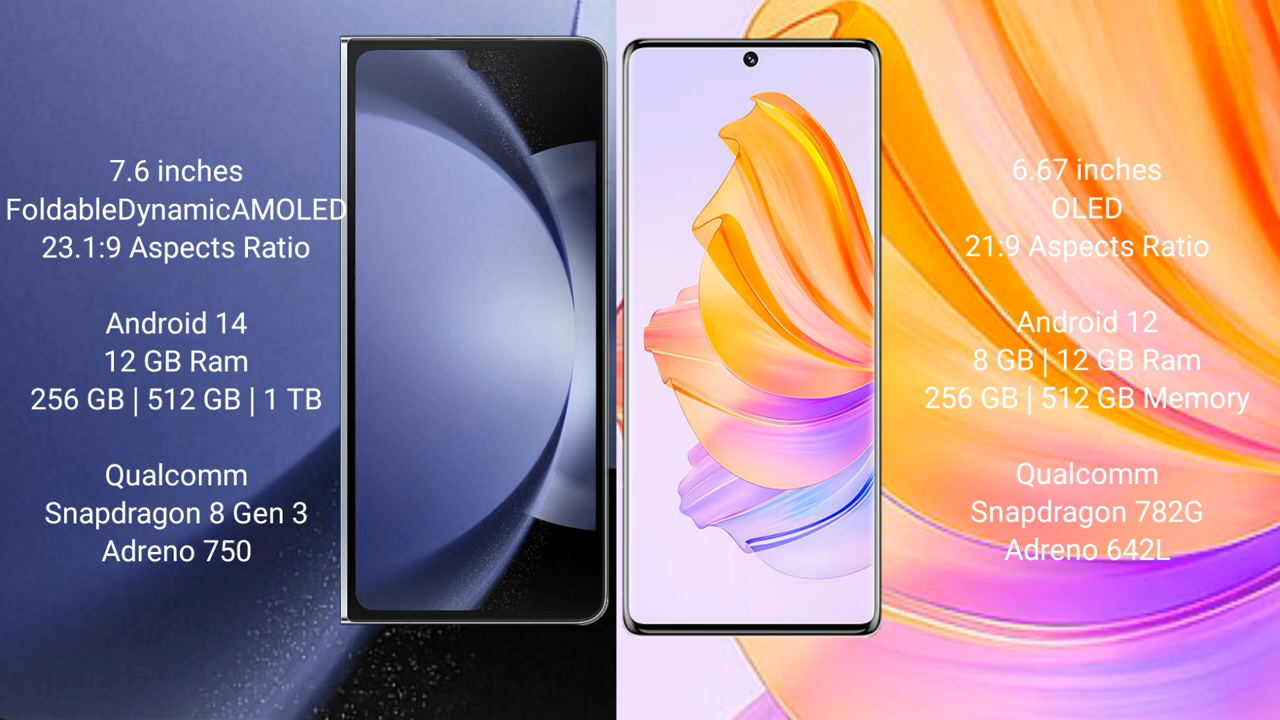 7.6 inches
FoldableDynamicAMOLED
23.1:9 Aspects Ratio
Android 14
12 GB Ram
256 GB | 512 GB | 1 TB
Qualcomm
Snapdragon 8 Gen 3
Adreno 750
6.67 inches
OLED
21:9 Aspects Ratio
Android 12
8 GB | 12 GB Ram
256 GB | 512 GB Memory
Qualcomm
Snapdragon 782G
Adreno 642L